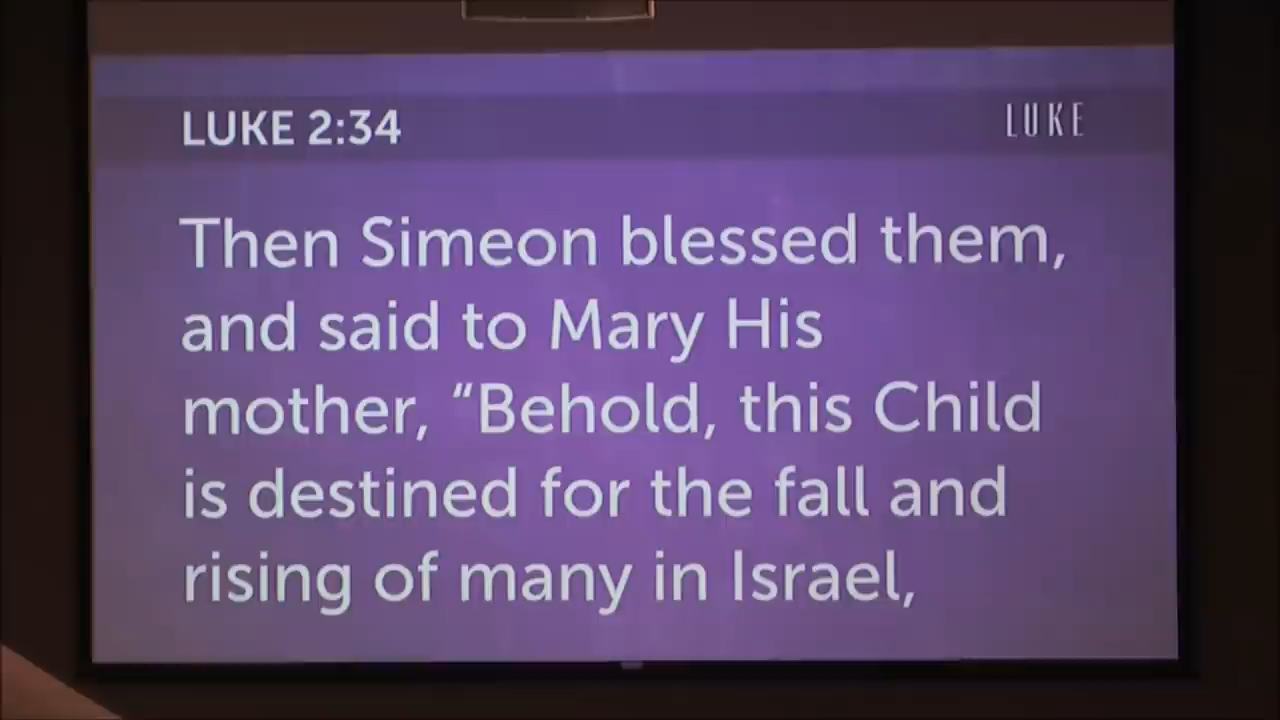 LUKE 2:34
LUKE
Then Simeon blessed them,
and said to Mary His
mother, “Behold, this Child
is destined for the fall and
rising of many in Israel,